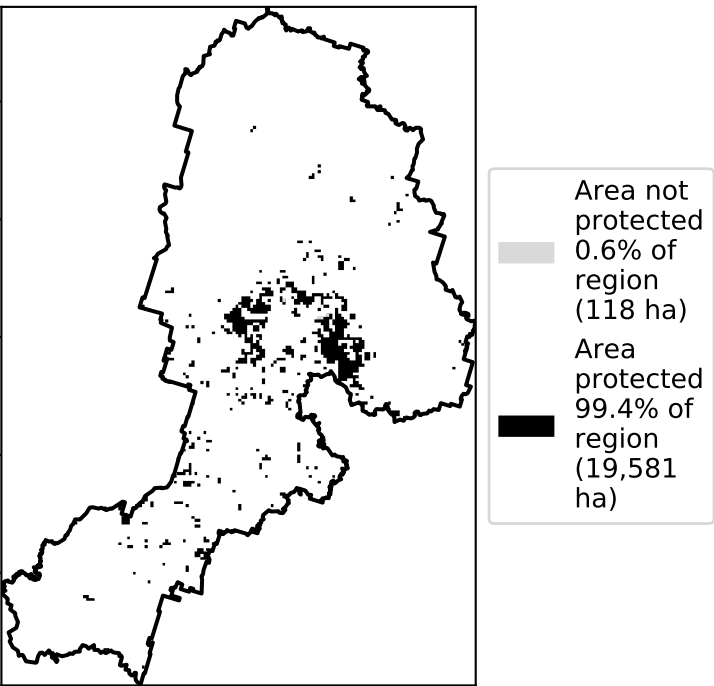 Area not
protected
0.6% of
region
(118 ha)
Area
protected
99.4% of
region
(19,581
ha)